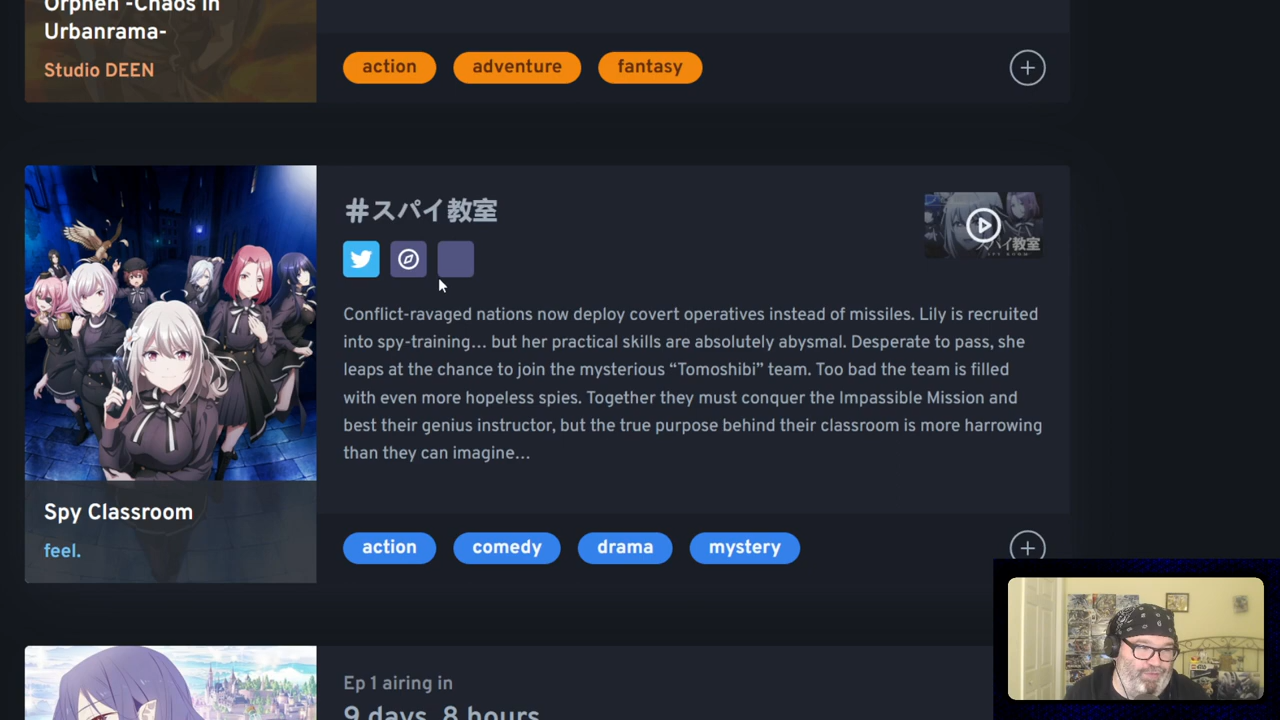 Orphen -Chaos in
Urbanrama-
Studio DEEN
action
adventure
fantasy
#スパイ教室
スパイ教室
Conflict-ravaged nations now deploy covert operatives instead of missiles. Lily is recruited
into spy-training... but her practical skills are absolutely abysmal. Desperate to pass, she
leaps at the chance to join the mysterious “Tomoshibi” team. Too bad the team is filled
with even more hopeless spies. Together they must conquer the Impassible Mission and
best their genius instructor, but the true purpose behind their classroom is more harrowing
than they can imagine...
Spy Classroom
feel.
action
comedy
drama
mystery
Ep 1 airing in
9 days, 8 hours